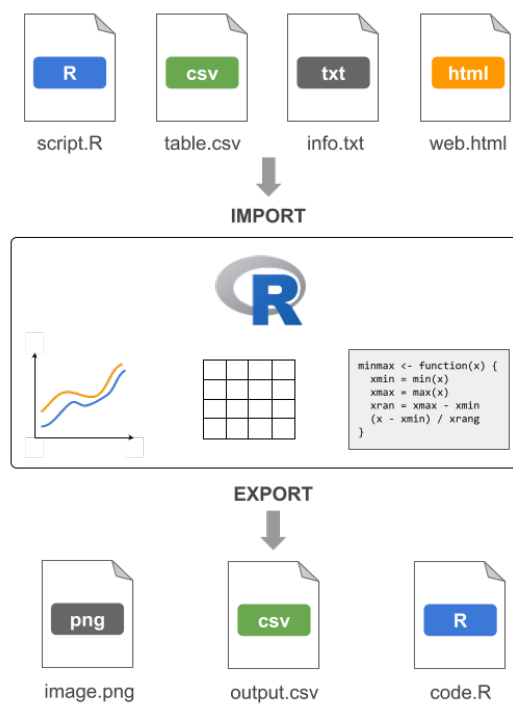 R
csv
txt
html
script.R
table.csv
info.txt
web.html
IMPORT
R
minmax <- function(x) {
xmin = min(x)
xmax = max(x)
xran = xmax - xmin
(x - xmin) / xrang
}
EXPORT
png
csv
R
image.png
output.csv
code.R